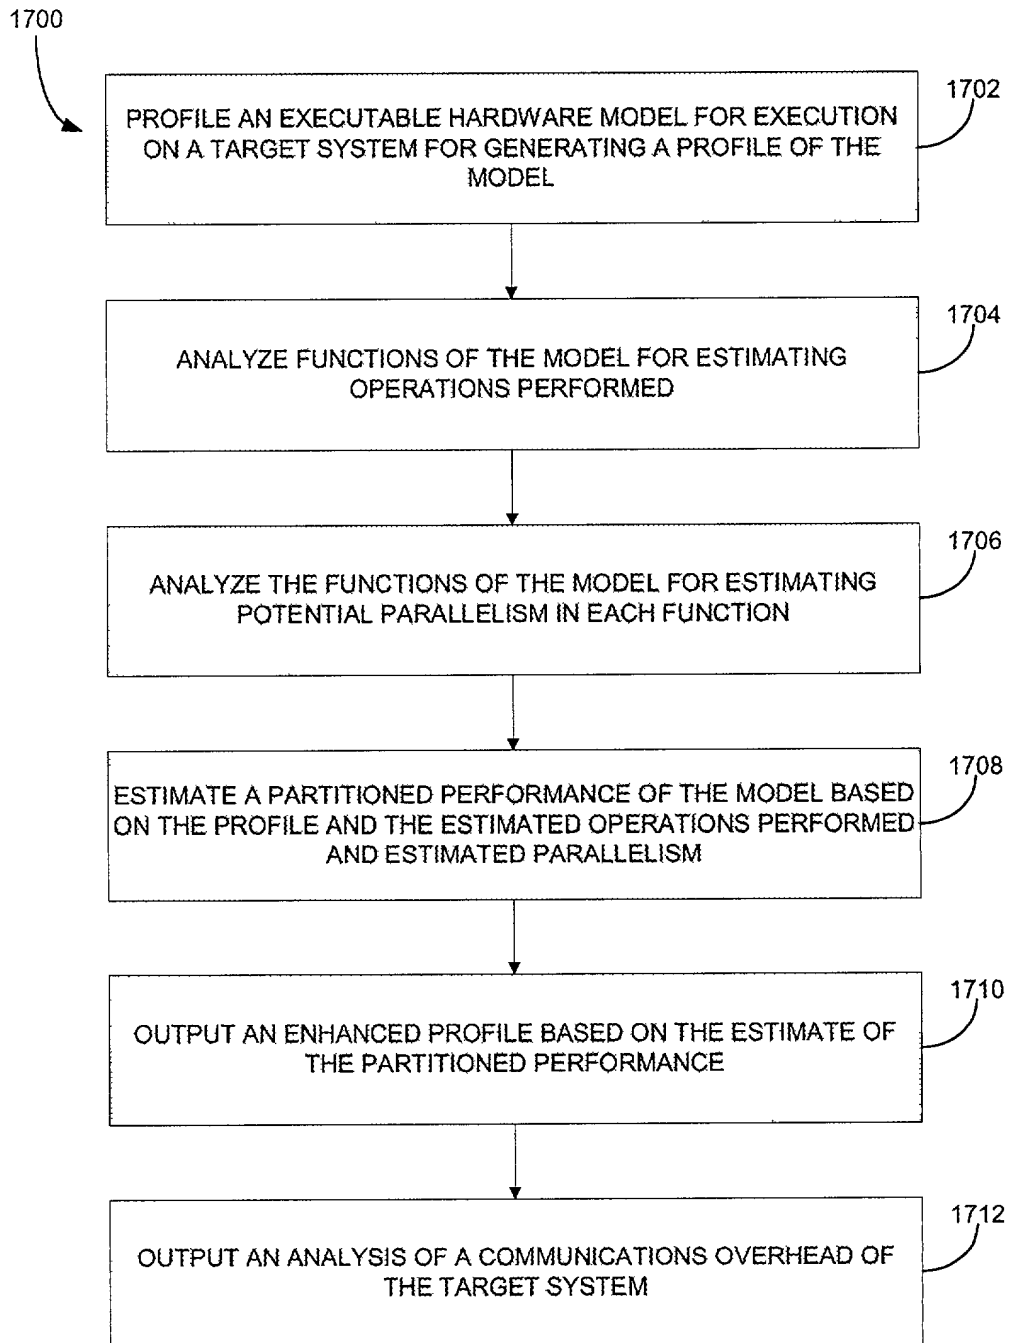 1700
1702
PROFILE AN EXECUTABLE HARDWARE MODEL FOR EXECUTION
ON A TARGET SYSTEM FOR GENERATING A PROFILE OF THE
MODEL
1704
ANALYZE FUNCTIONS OF THE MODEL FOR ESTIMATING
OPERATIONS PERFORMED
1706
ANALYZE THE FUNCTIONS OF THE MODEL FOR ESTIMATING
POTENTIAL PARALLELISM IN EACH FUNCTION
1708
ESTIMATE A PARTITIONED PERFORMANCE OF THE MODEL BASED
ON THE PROFILE AND THE ESTIMATED OPERATIONS PERFORMED
AND ESTIMATED PARALLELISM
1710
OUTPUT AN ENHANCED PROFILE BASED ON THE ESTIMATE OF
THE PARTITIONED PERFORMANCE
1712
OUTPUT AN ANALYSIS OF A COMMUNICATIONS OVERHEAD OF
THE TARGET SYSTEM